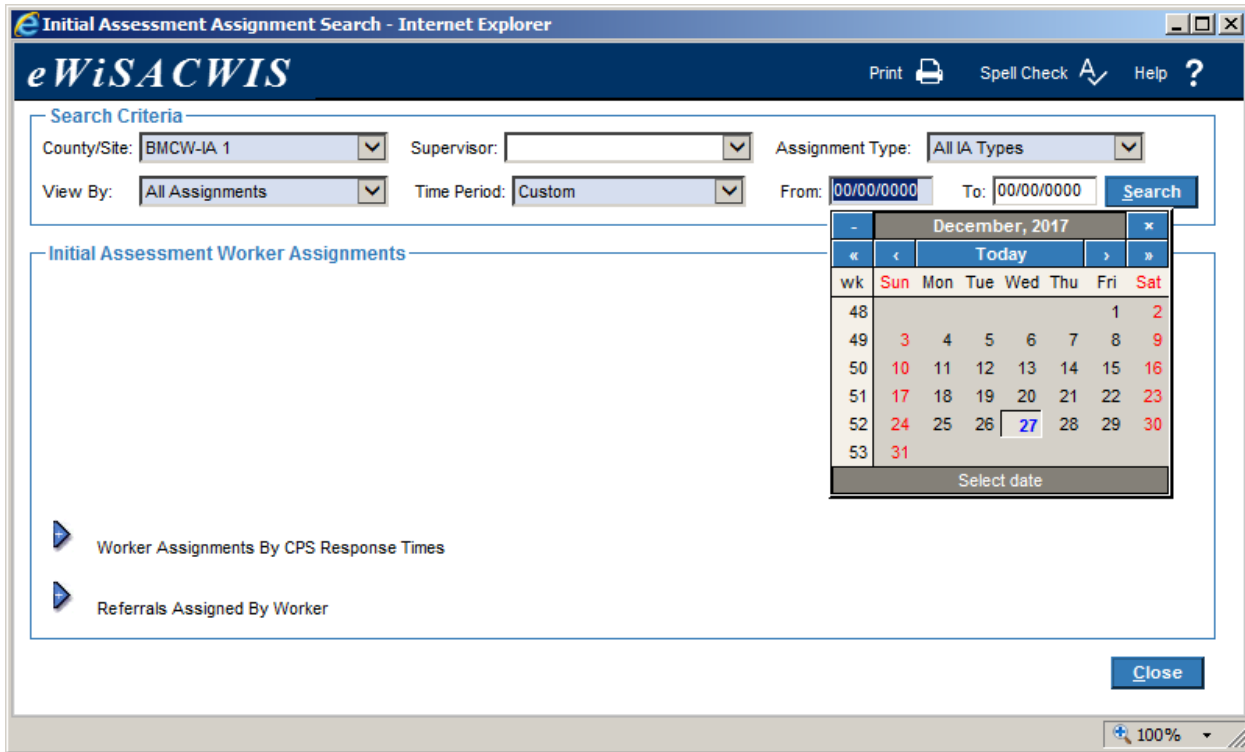 Initial Assessment Assignment Search - Internet Explorer
eWiSACWIS Print Spell Check Help ?
Search Criteria
County/Site: BMCW-IA 1 Supervisor: Assignment Type: All IA Types
View By: All Assignments Time Period: Custom From: 00/00/0000 To: 00/00/0000 Search
- December, 2017 ×
Initial Assessment Worker Assignments
« ‹ Today › »
wk Sun Mon Tue Wed Thu Fri Sat
48 1 2
49 3 4 5 6 7 8 9
50 10 11 12 13 14 15 16
51 17 18 19 20 21 22 23
52 24 25 26 27 28 29 30
53 31
Select date
Worker Assignments By CPS Response Times
Referrals Assigned By Worker
Close
100%